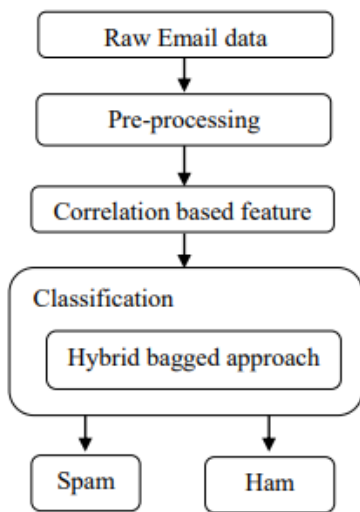 Raw Email data
Pre-processing
Correlation based feature
Classification
Hybrid bagged approach
Spam
Ham